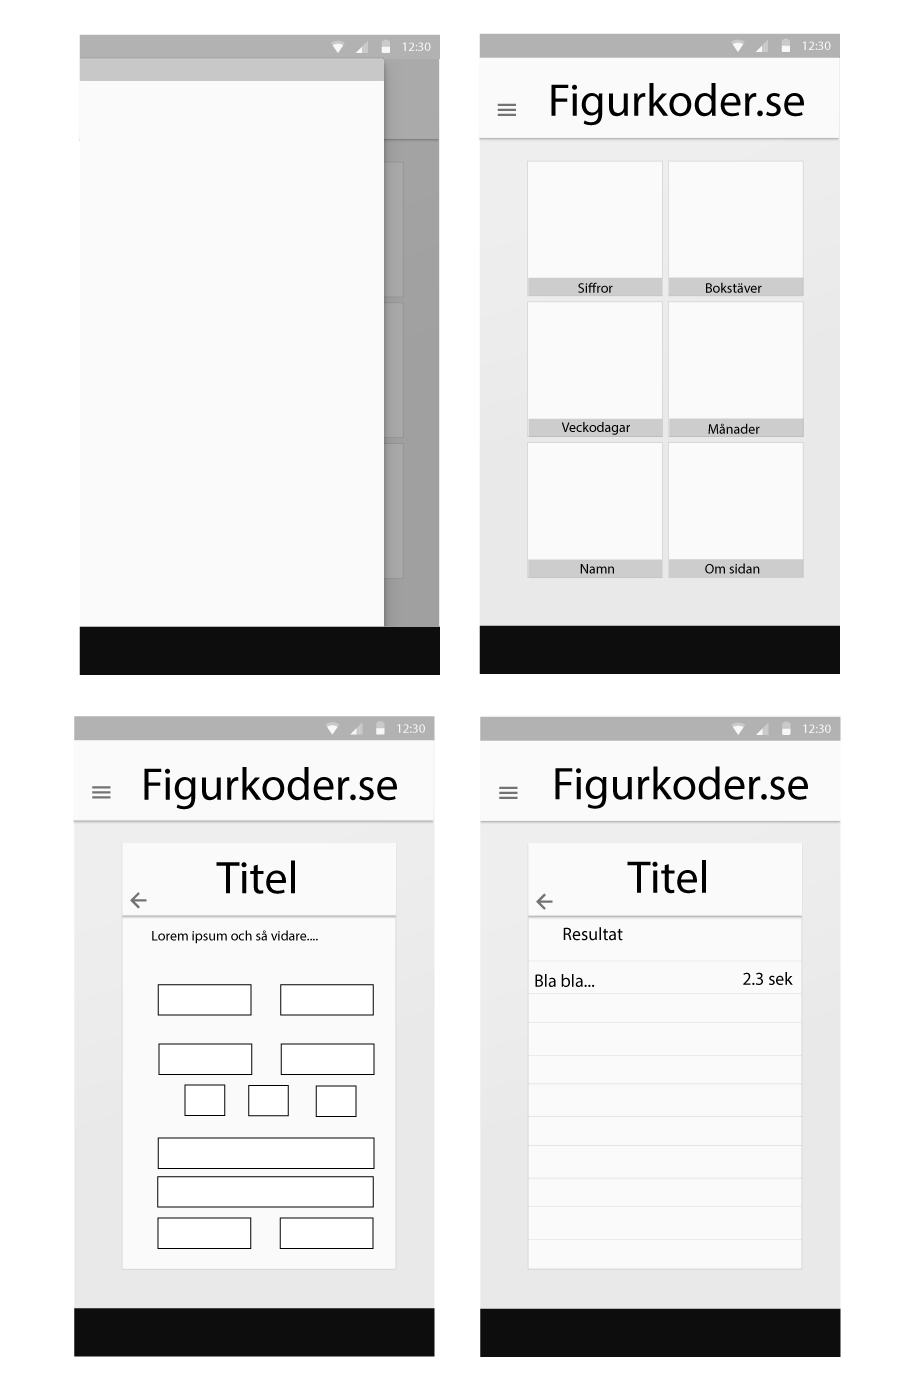 12:30
12:30
Figurkoder.se
Siffror
Bokstäver
Veckodagar
Månader
Namn
Om sidan
12:30
Figurkoder.se
Titel
Lorem ipsum och så vidare....
12:30
Figurkoder.se
Titel
Resultat
Bla bla... 2.3 sek